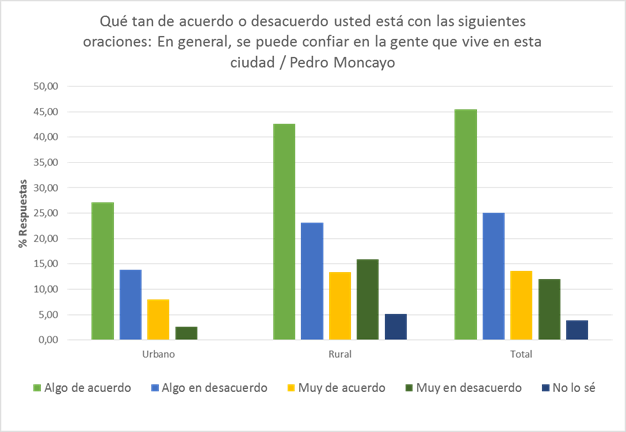 Qué tan de acuerdo o desacuerdo usted está con las siguientes
oraciones: En general, se puede confiar en la gente que vive en esta
ciudad / Pedro Moncayo
50,00
45,00
40,00
35,00
30,00
25,00
20,00
15,00
10,00
5,00
0,00
% Respuestas
Urbano Rural Total
Algo de acuerdo Algo en desacuerdo Muy de acuerdo Muy en desacuerdo No lo sé